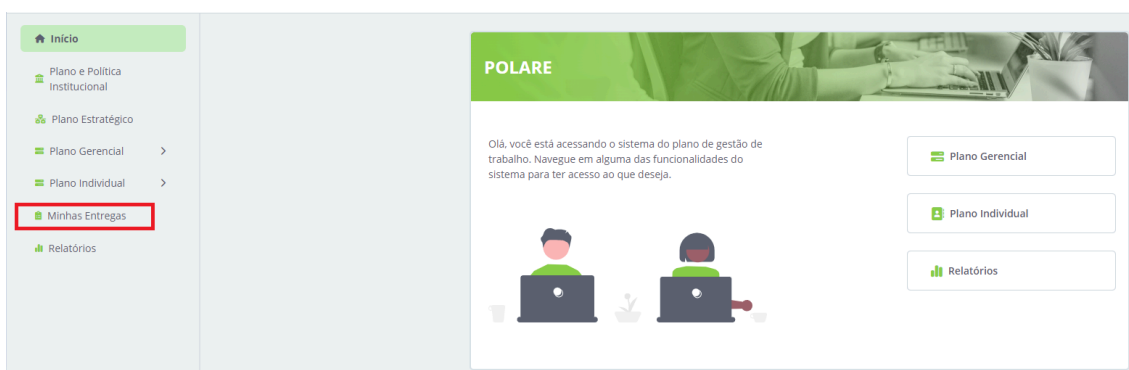 Início
Plano e Política
Institucional
Plano Estratégico
Plano Gerencial
Plano Individual
Minhas Entregas
Relatórios
POLARE
Olá, você está acessando o sistema do plano de gestão de
trabalho. Navegue em alguma das funcionalidades do
sistema para ter acesso ao que deseja.
Plano Gerencial
Plano Individual
Relatórios